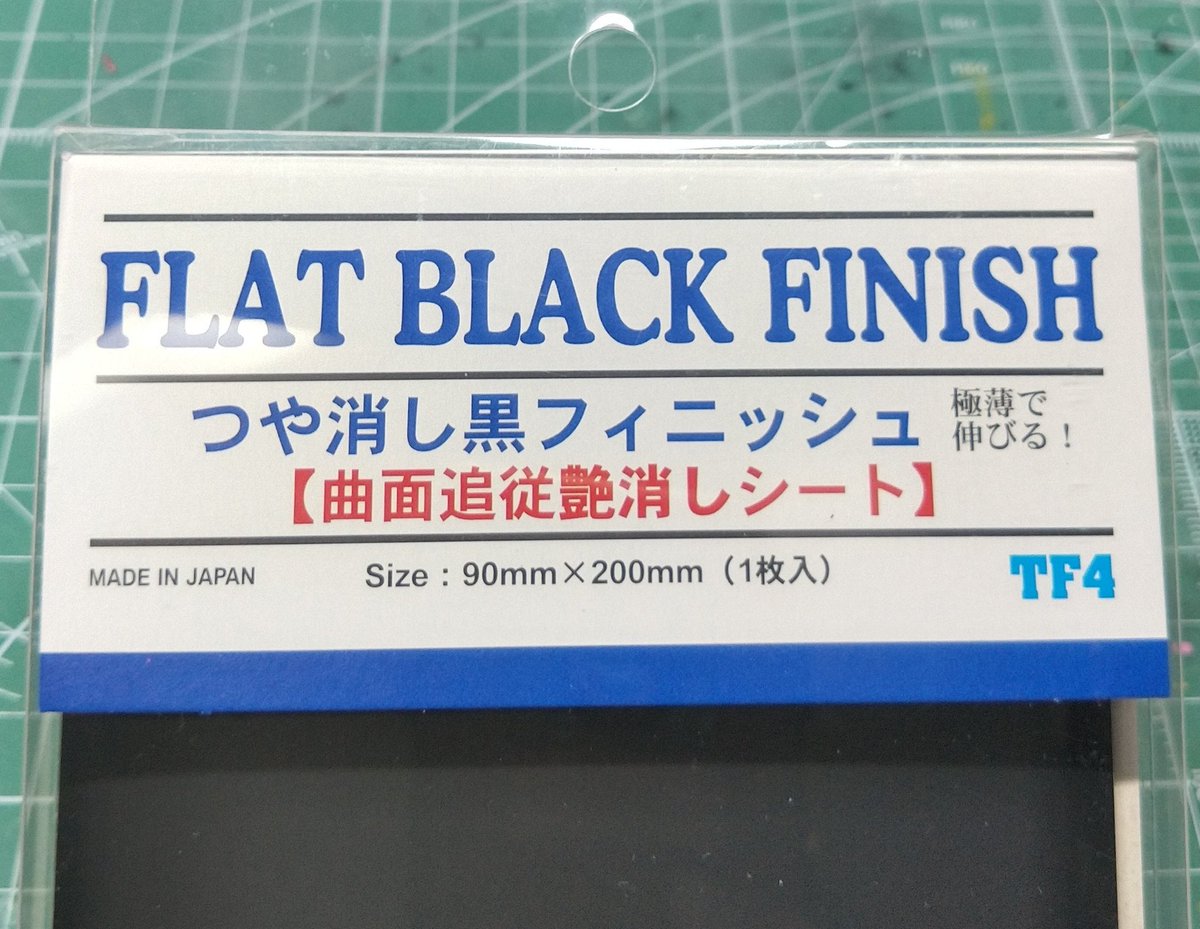 FLAT BLACK FINISH
つや消し黒フィニッシュ
極薄で
伸びる！
【曲面追従艶消しシート】
MADE IN JAPAN
Size：90mm×200mm（1枚入）
TF4